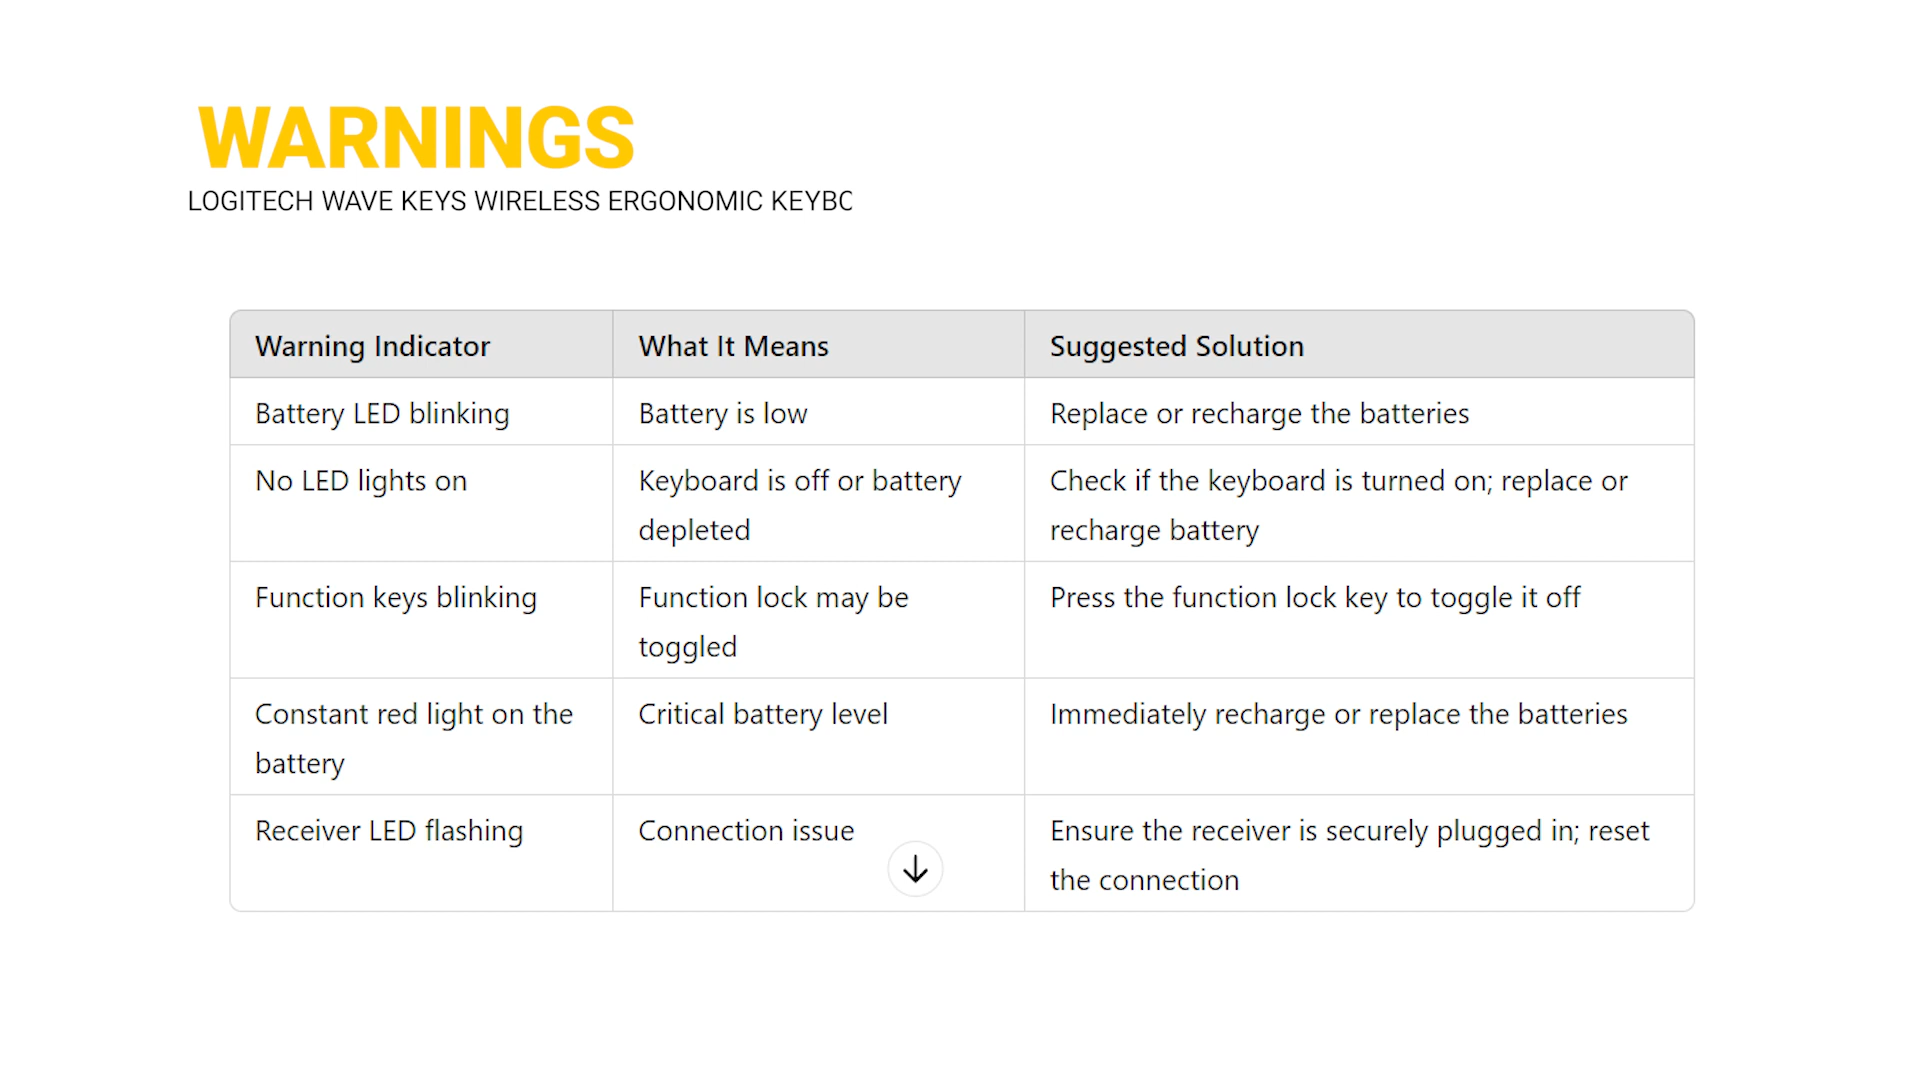 WARNINGS
LOGITECH WAVE KEYS WIRELESS ERGONOMIC KEYBC
Warning Indicator What It Means Suggested Solution
Battery LED blinking Battery is low Replace or recharge the batteries
No LED lights on Keyboard is off or battery Check if the keyboard is turned on; replace or
depleted recharge battery
Function keys blinking Function lock may be Press the function lock key to toggle it off
toggled
Constant red light on the Critical battery level Immediately recharge or replace the batteries
battery
Receiver LED flashing Connection issue Ensure the receiver is securely plugged in; reset
the connection